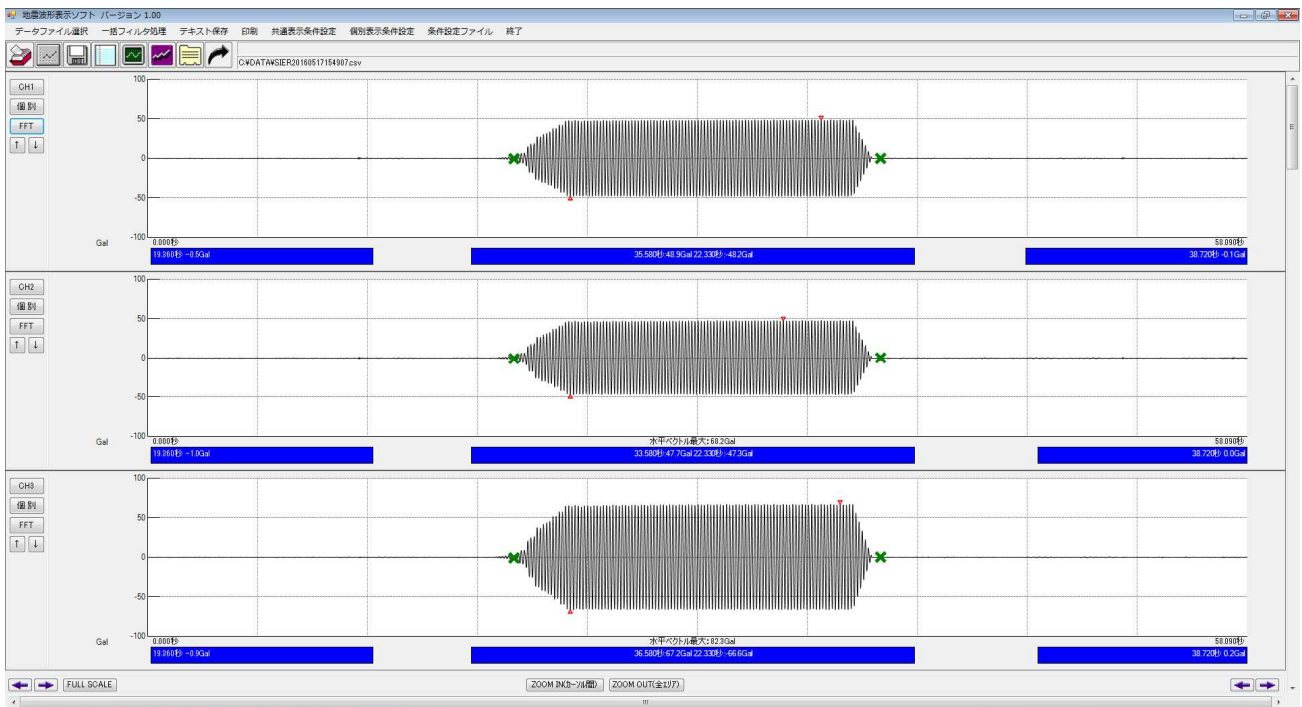 地震波形表示ソフト バージョン 1.00
データファイル選択 一括フィルタ処理 テキスト保存 印刷 共通表示条件設定 個別表示条件設定 条件設定ファイル 終了
C:¥DATA¥SIER20160517154907.csv
CH1
個別
FFT
↑ ↓
100
50
0
-50
-100
Gal
0.000秒 58.090秒
19.360秒: -0.5Gal 35.580秒:48.9Gal 22.330秒:-48.2Gal 38.720秒:-0.1Gal
CH2
個別
FFT
↑ ↓
100
50
0
-50
-100
Gal
0.000秒 水平ベクトル最大:68.2Gal 58.090秒
19.360秒: -1.0Gal 33.580秒:47.7Gal 22.330秒:-47.3Gal 38.720秒: 0.0Gal
CH3
個別
FFT
↑ ↓
100
50
0
-50
-100
Gal
0.000秒 水平ベクトル最大:82.3Gal 58.090秒
19.360秒: -0.9Gal 36.580秒:67.2Gal 22.330秒:-66.6Gal 38.720秒: 0.2Gal
FULL SCALE ZOOM IN(カーソル間) ZOOM OUT(全エリア)